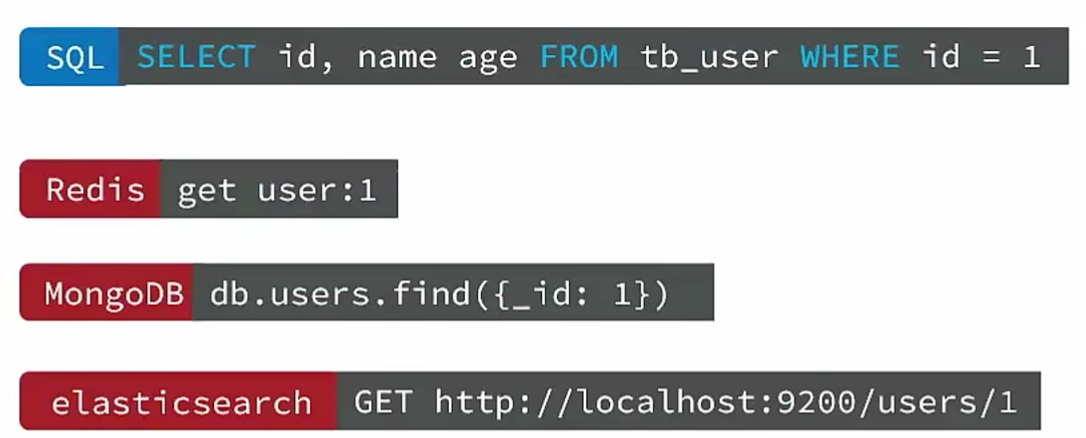 SQL SELECT id, name age FROM tb_user WHERE id = 1
Redis get user:1
MongoDB db.users.find({_id: 1})
elasticsearch GET http://localhost:9200/users/1